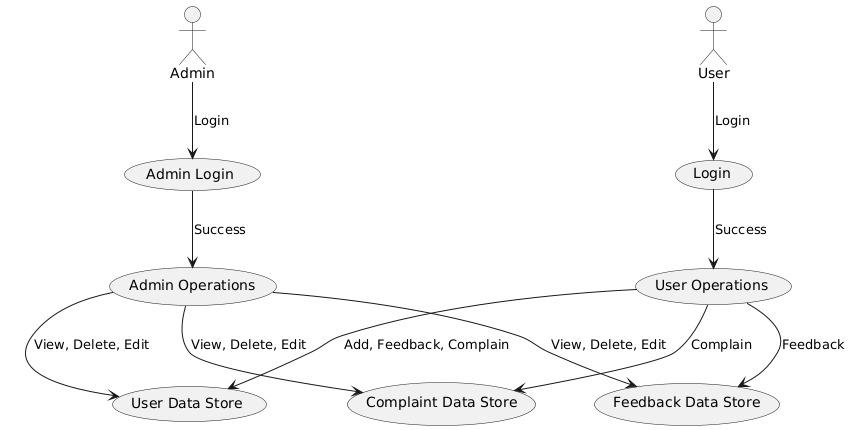 Admin
User
Login
Login
Admin Login
Login
Success
Success
Admin Operations
User Operations
View, Delete, Edit
View, Delete, Edit
Add, Feedback, Complain
View, Delete, Edit
Complain
Feedback
User Data Store
Complaint Data Store
Feedback Data Store